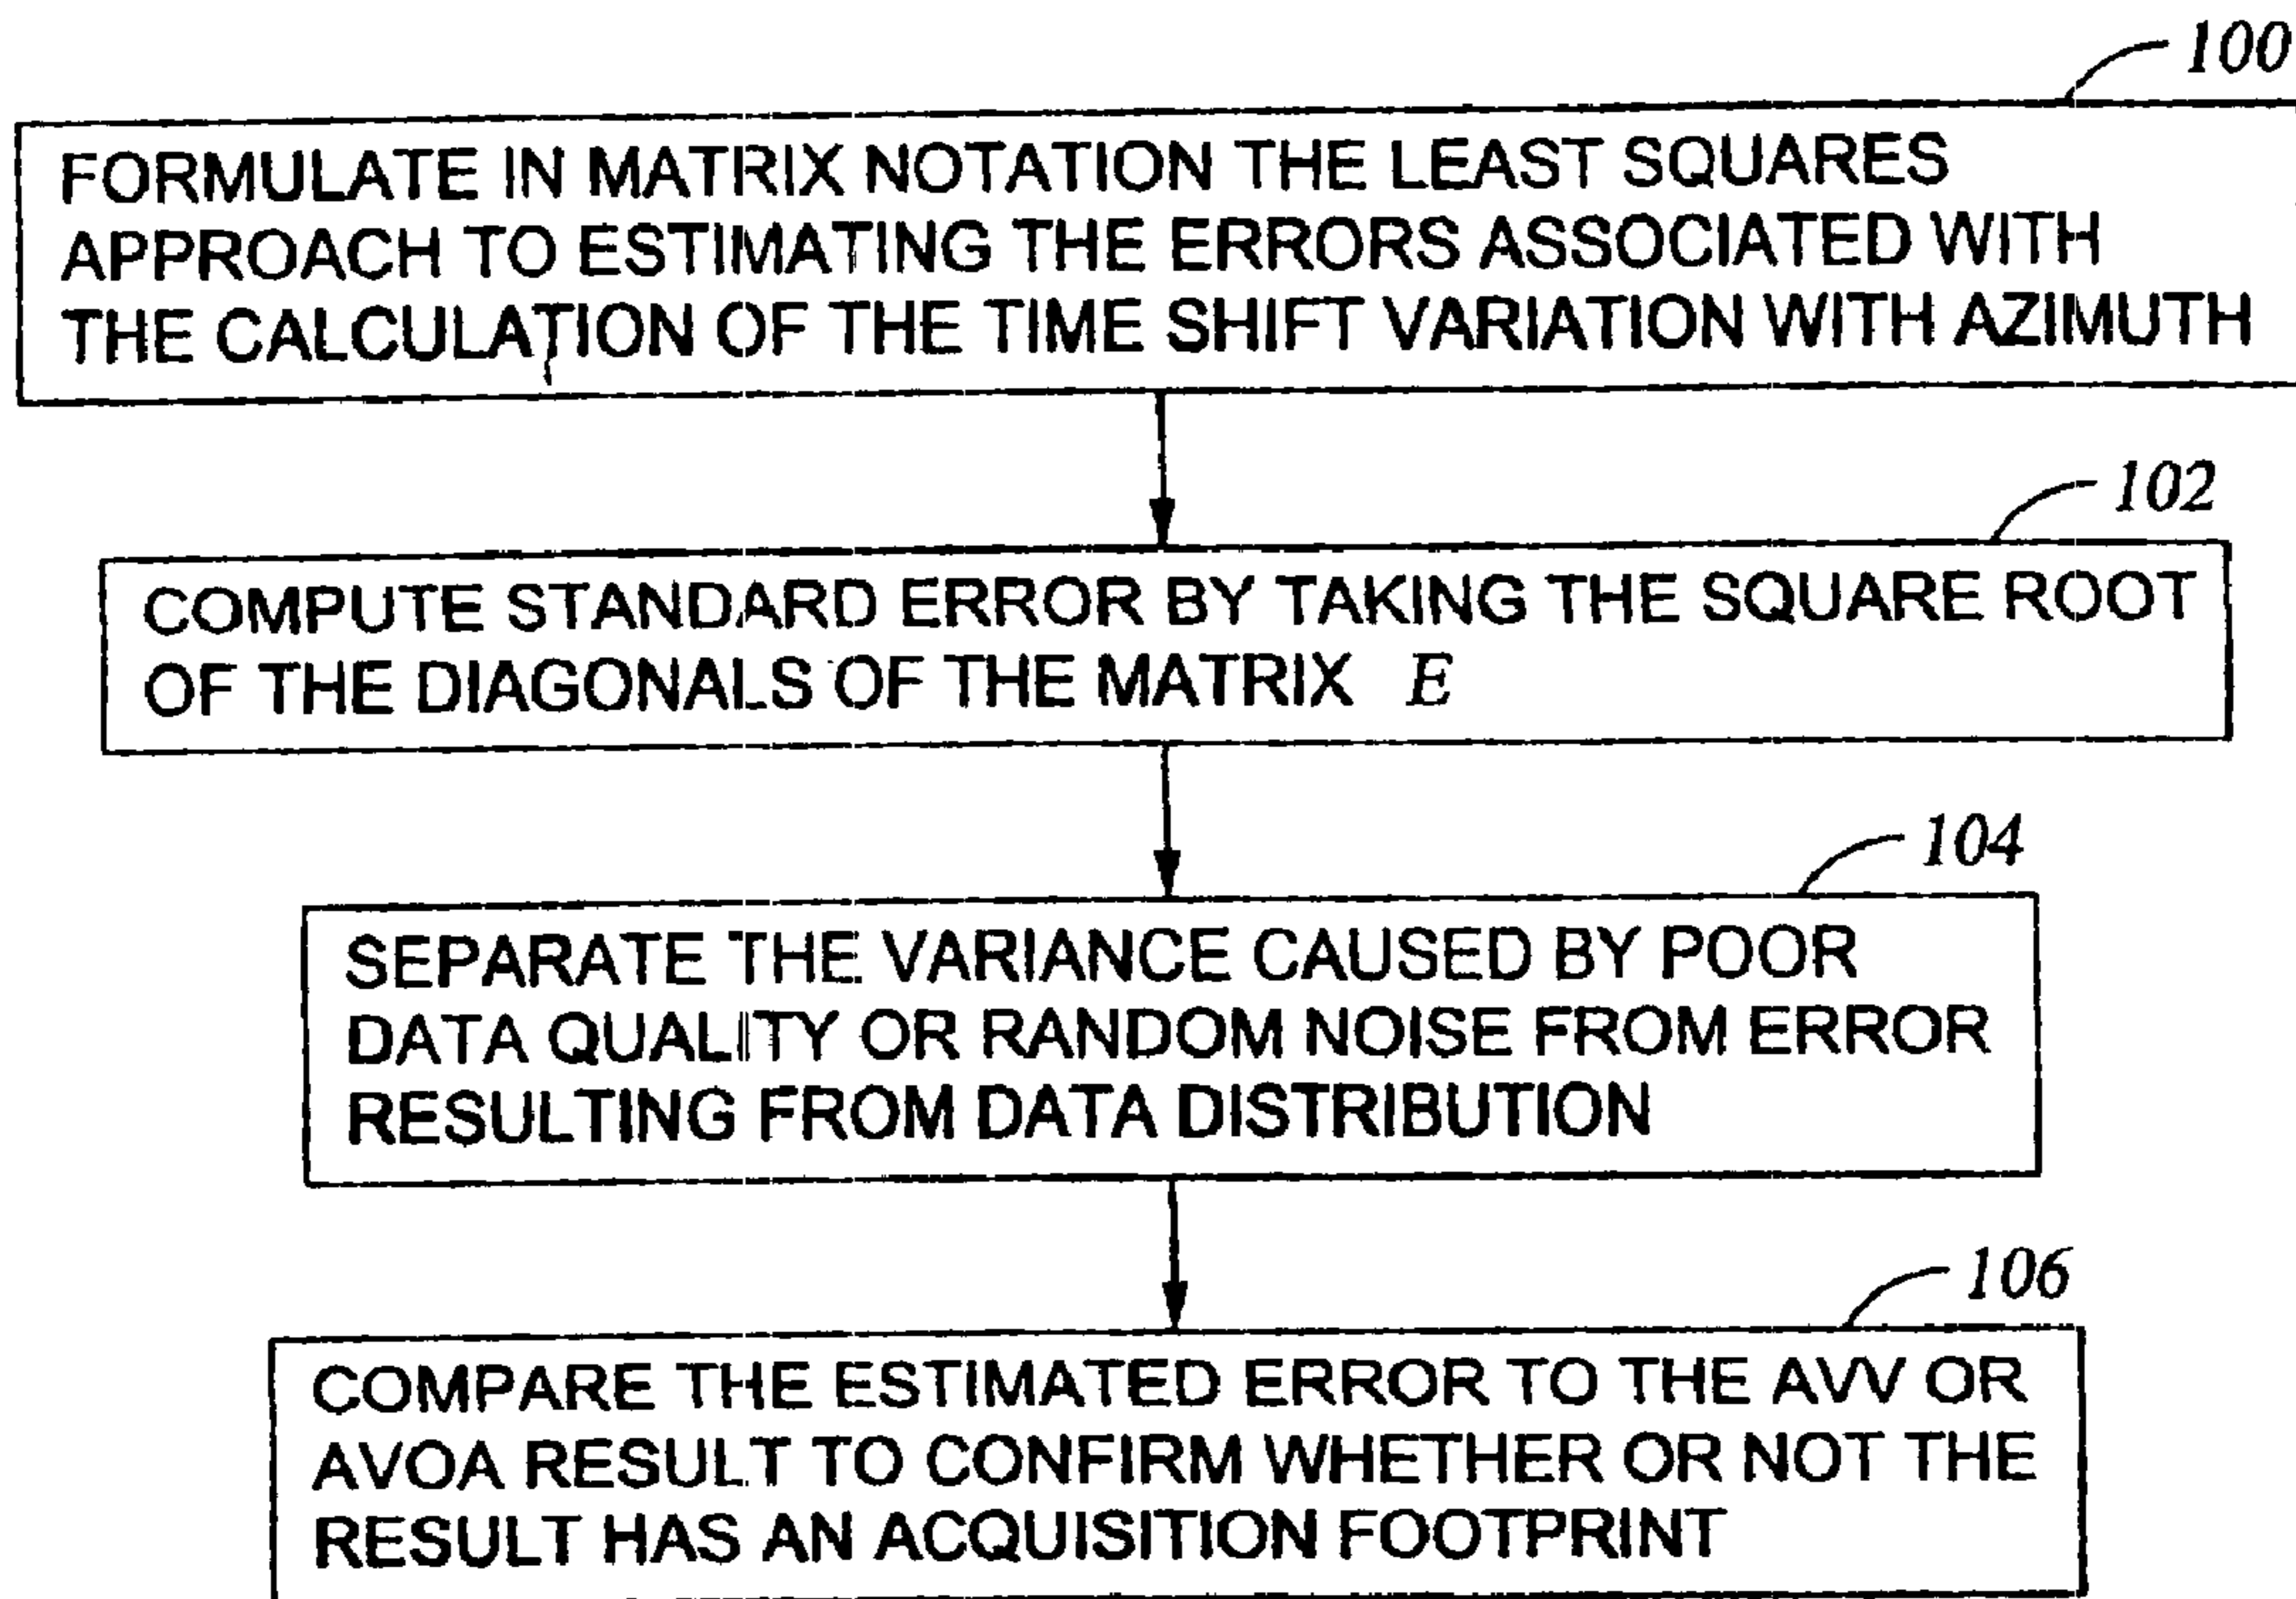 100
FORMULATE IN MATRIX NOTATION THE LEAST SQUARES
APPROACH TO ESTIMATING THE ERRORS ASSOCIATED WITH
THE CALCULATION OF THE TIME SHIFT VARIATION WITH AZIMUTH
102
COMPUTE STANDARD ERROR BY TAKING THE SQUARE ROOT
OF THE DIAGONALS OF THE MATRIX E
104
SEPARATE THE VARIANCE CAUSED BY POOR
DATA QUALITY OR RANDOM NOISE FROM ERROR
RESULTING FROM DATA DISTRIBUTION
106
COMPARE THE ESTIMATED ERROR TO THE AVV OR
AVOA RESULT TO CONFIRM WHETHER OR NOT THE
RESULT HAS AN ACQUISITION FOOTPRINT